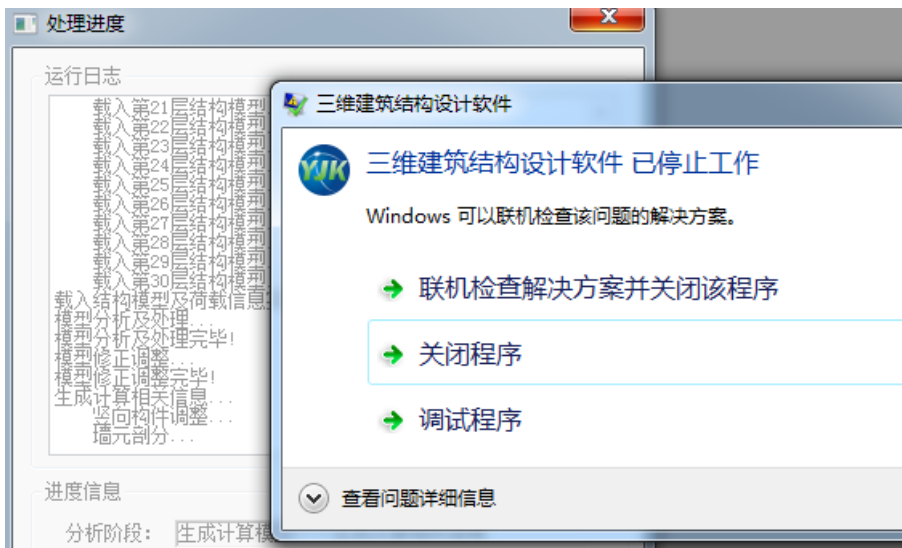 处理进度
运行日志
载入第21层结构模型
载入第22层结构模型
载入第23层结构模型
载入第24层结构模型
载入第25层结构模型
载入第26层结构模型
载入第27层结构模型
载入第28层结构模型
载入第29层结构模型
载入第30层结构模型
载入结构模型及荷载信息
模型分析及处理...
模型分析及处理完毕!
模型修正调整...
模型修正调整完毕!
生成计算相关信息...
竖向构件调整...
墙元剖分...
进度信息
分析阶段: 生成计算模
三维建筑结构设计软件
YJK
三维建筑结构设计软件 已停止工作
Windows 可以联机检查该问题的解决方案。
联机检查解决方案并关闭该程序
关闭程序
调试程序
查看问题详细信息